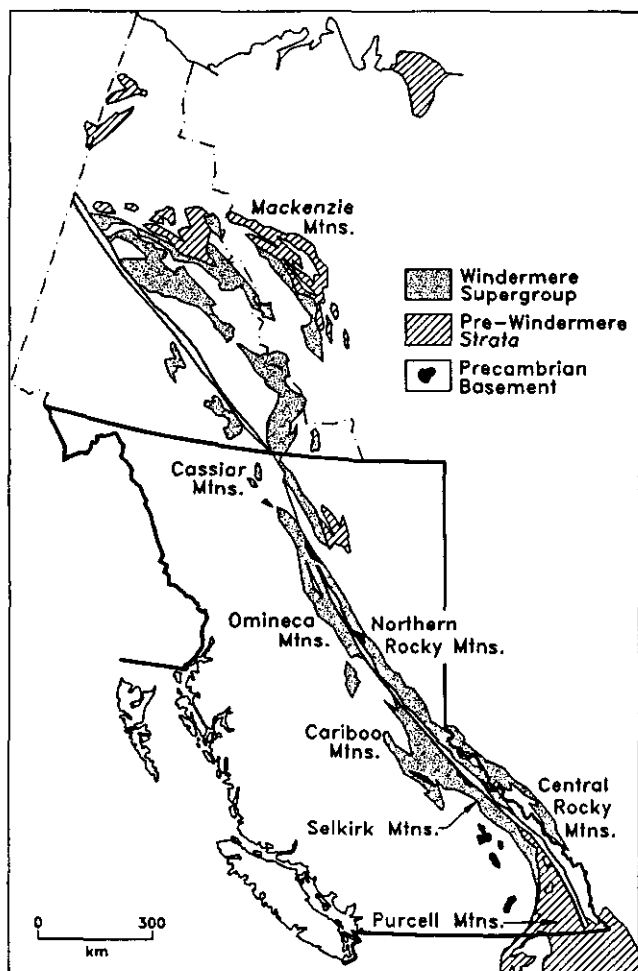 Mackenzie
Mtns.
Windermere
Supergroup
Pre-Windermere
Strata
Precambrian
Basement
Cassiar
Mtns.
Omineca
Mtns.
Northern
Rocky Mtns.
Cariboo
Mtns.
Central
Rocky
Mtns.
Selkirk Mtns.
Purcell Mtns.
0 300
km